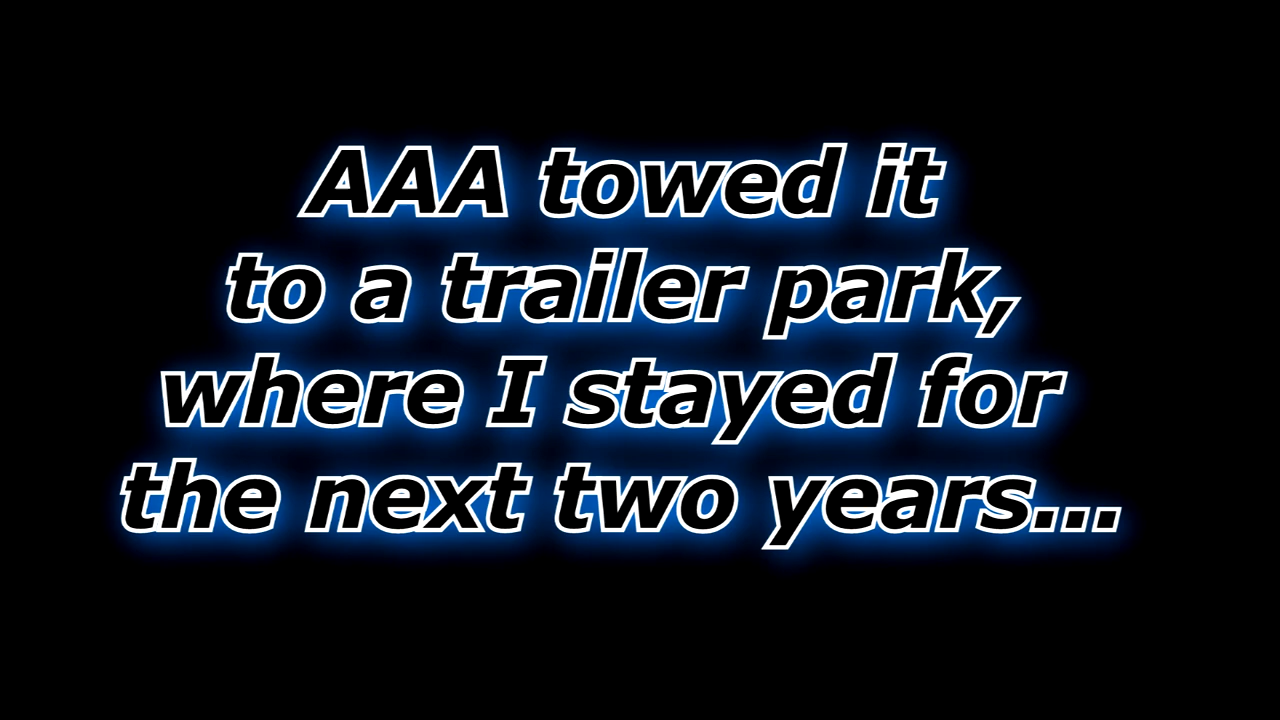 AAA towed it
to a trailer park,
where I stayed for
the next two years...